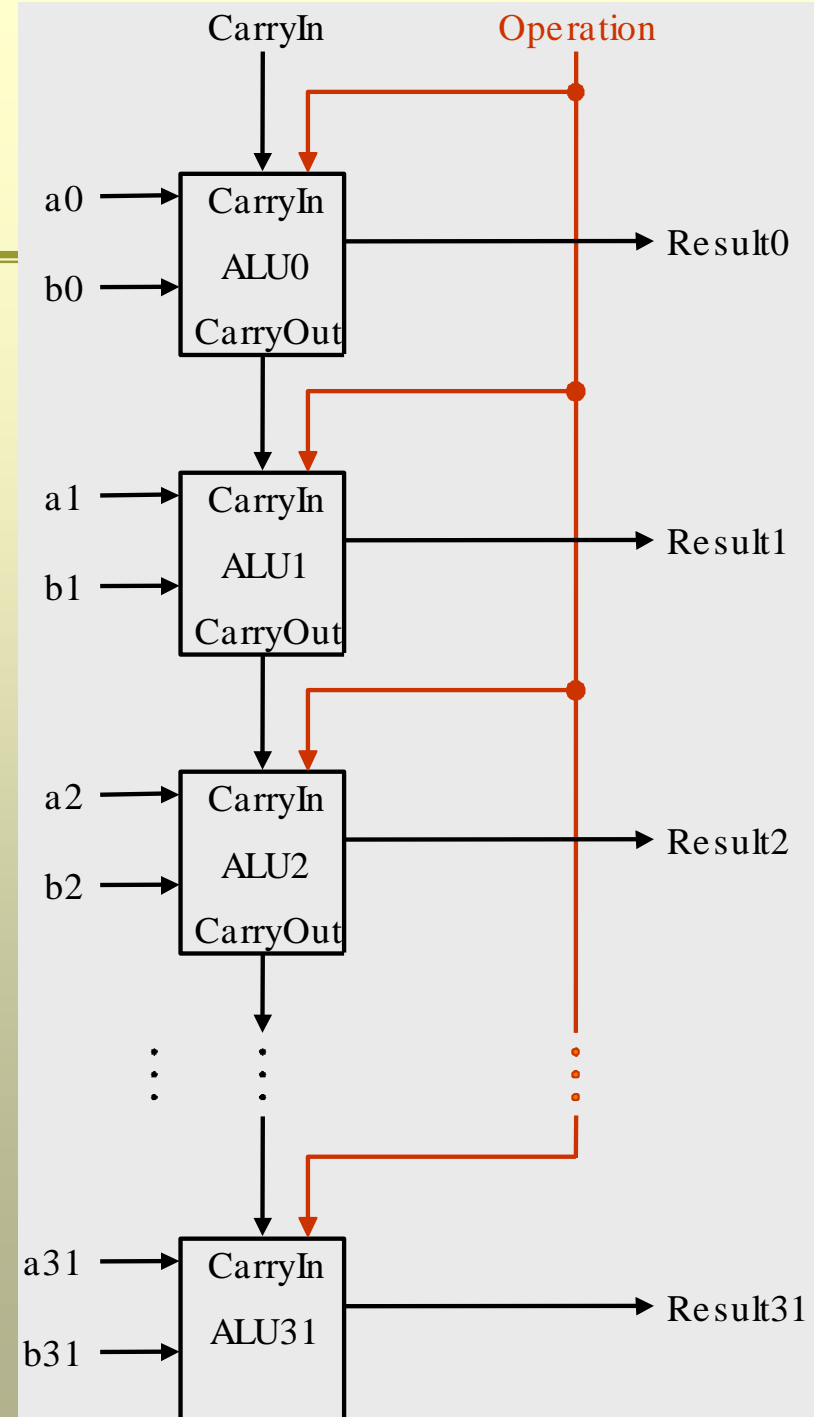 CarryIn Operation
a0 CarryIn
ALU0 Result0
b0
CarryOut
a1 CarryIn
ALU1 Result1
b1
CarryOut
a2 CarryIn
ALU2 Result2
b2
CarryOut
a31 CarryIn
ALU31 Result31
b31